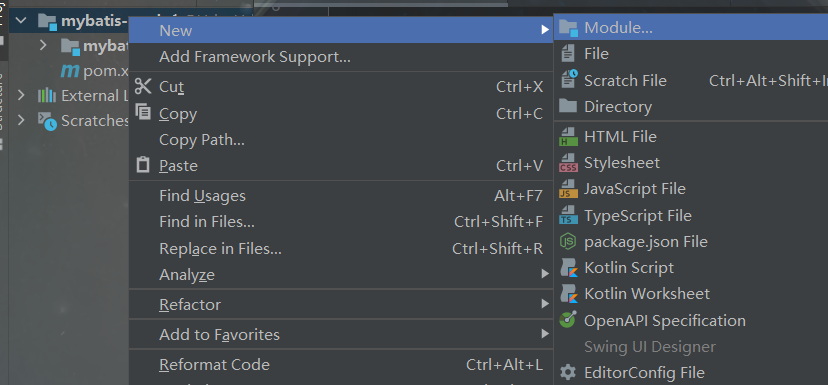 mybatis-
mybat
pom.x
External L
Scratches
New
Add Framework Support...
Cut Ctrl+X
Copy Ctrl+C
Copy Path...
Paste Ctrl+V
Find Usages Alt+F7
Find in Files... Ctrl+Shift+F
Replace in Files... Ctrl+Shift+R
Analyze
Refactor
Add to Favorites
Reformat Code Ctrl+Alt+L
Module...
File
Scratch File Ctrl+Alt+Shift+In
Directory
HTML File
Stylesheet
JavaScript File
TypeScript File
package.json File
Kotlin Script
Kotlin Worksheet
OpenAPI Specification
Swing UI Designer
EditorConfig File